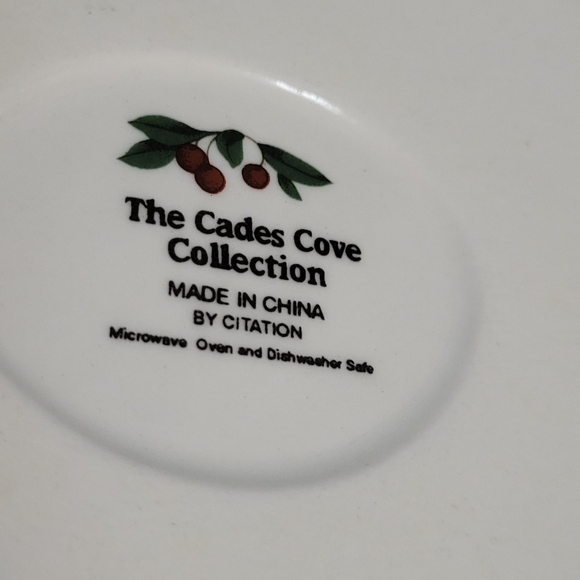 The Cades Cove
Collection
MADE IN CHINA
BY CITATION
Microwave Oven and Dishwasher Safe